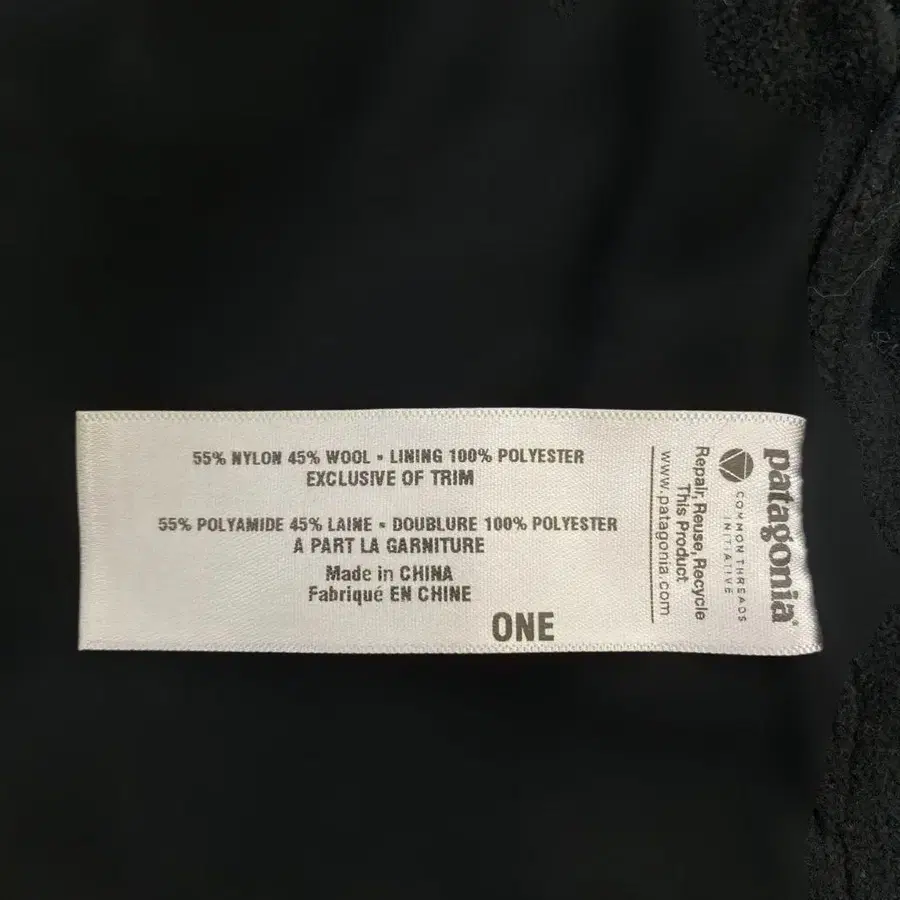 55% NYLON 45% WOOL • LINING 100% POLYESTER
EXCLUSIVE OF TRIM
55% POLYAMIDE 45% LAINE • DOUBLURE 100% POLYESTER
A PART LA GARNITURE
Made in CHINA
Fabriqué EN CHINE
ONE
patagonia®
COMMON THREADS
INITIATIVE
Repair, Reuse, Recycle
This Product
www.patagonia.com